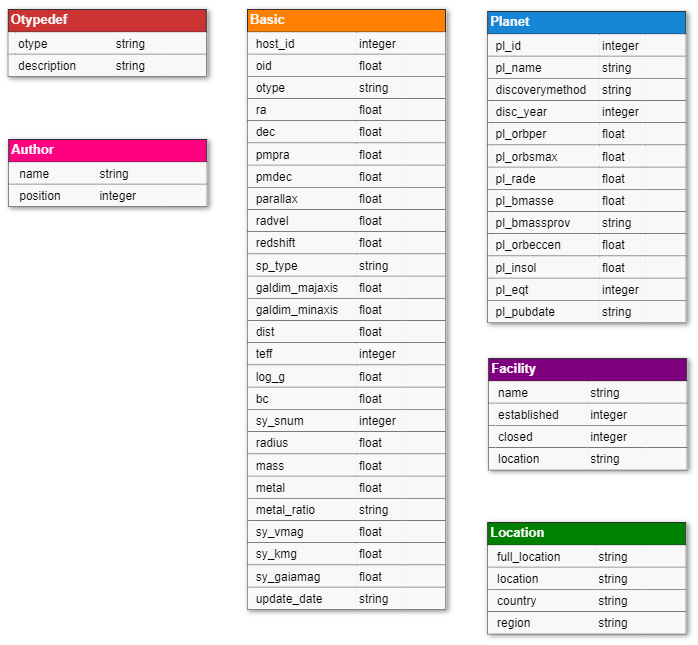 Otypedef
otype string
description string
Author
name string
position integer
Basic
host_id integer
oid float
otype string
ra float
dec float
pmpra float
pmdec float
parallax float
radvel float
redshift float
sp_type string
galdim_majaxis float
galdim_minaxis float
dist float
teff integer
log_g float
bc float
sy_snum integer
radius float
mass float
metal float
metal_ratio string
sy_vmag float
sy_kmg float
sy_gaiamag float
update_date string
Planet
pl_id integer
pl_name string
discoverymethod string
disc_year integer
pl_orbper float
pl_orbsmax float
pl_rade float
pl_bmasse float
pl_bmassprov string
pl_orbeccen float
pl_insol float
pl_eqt integer
pl_pubdate string
Facility
name string
established integer
closed integer
location string
Location
full_location string
location string
country string
region string